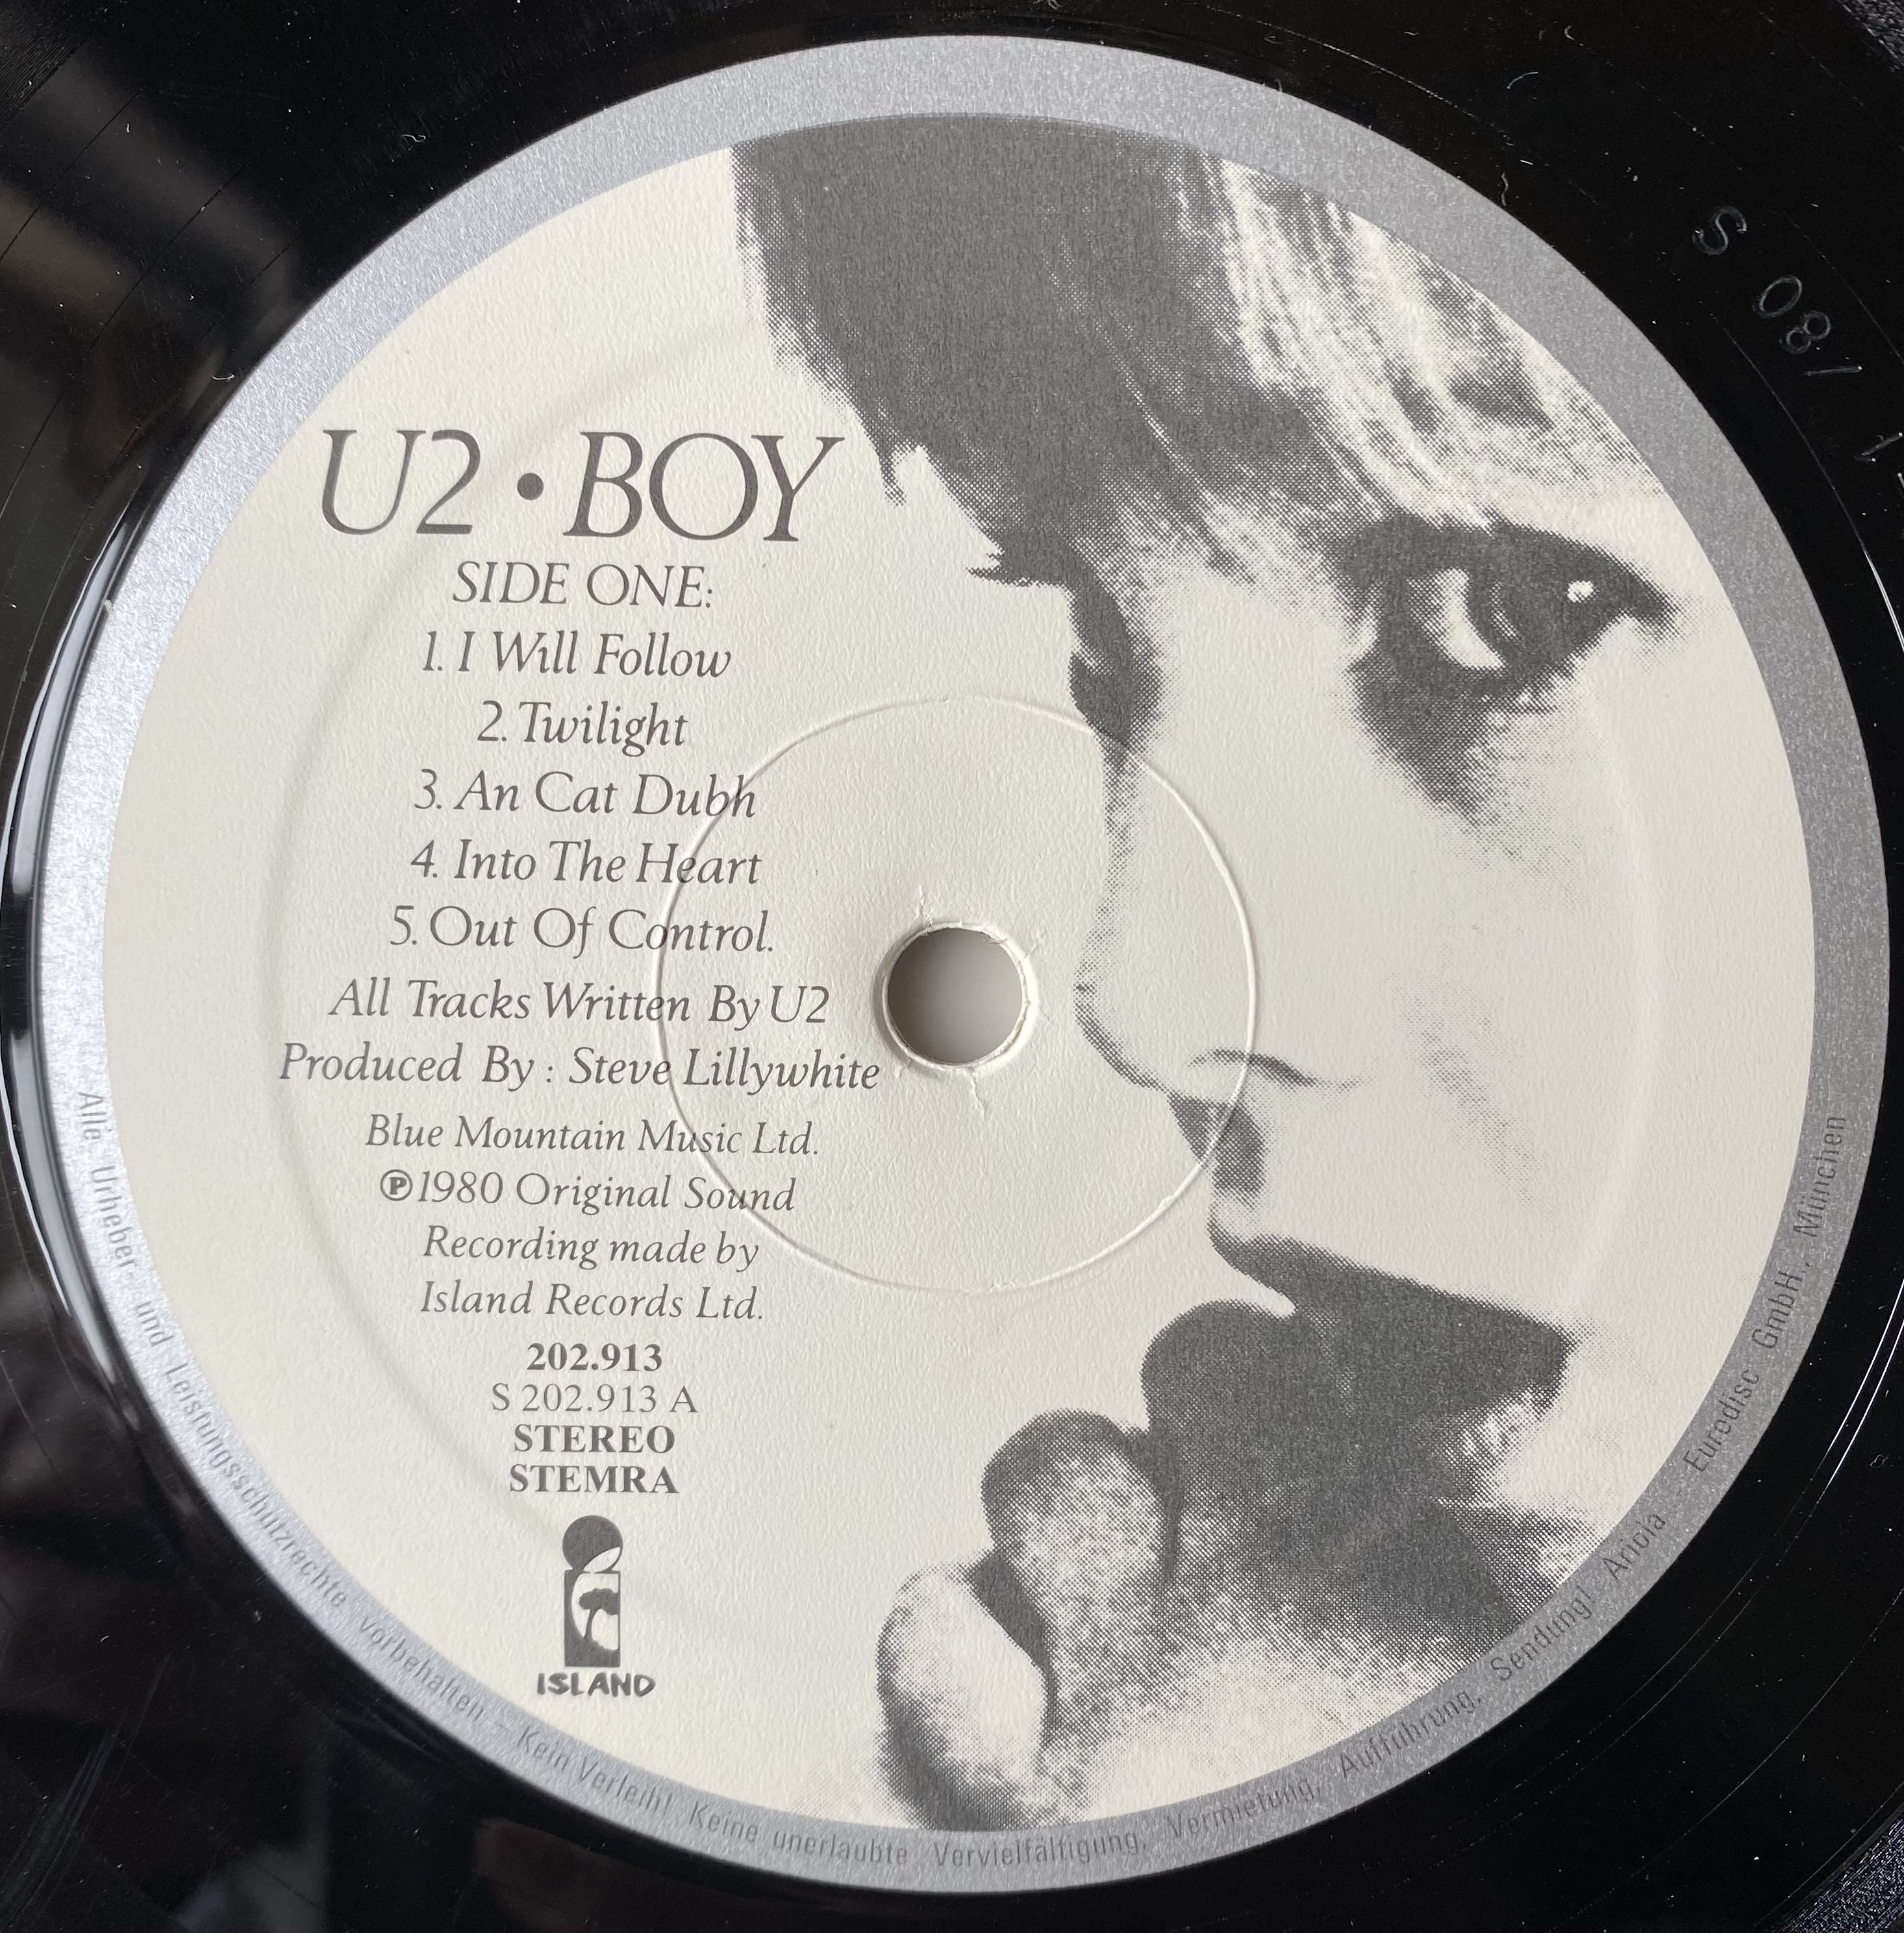 U2 • BOY
SIDE ONE:
1. I Will Follow
2. Twilight
3. An Cat Dubh
4. Into The Heart
5. Out Of Control.
All Tracks Written By U2
Produced By : Steve Lillywhite
Blue Mountain Music Ltd.
℗1980 Original Sound
Recording made by
Island Records Ltd.
202.913
S 202.913 A
STEREO
STEMRA
ISLAND
Alle Urheber- und Leistungsschutzrechte vorbehalten – Kein Verleih! Keine unerlaubte Vervielfältigung, Vermietung, Aufführung, Sendung! Ariola - Eurodisc GmbH., München
S 08/